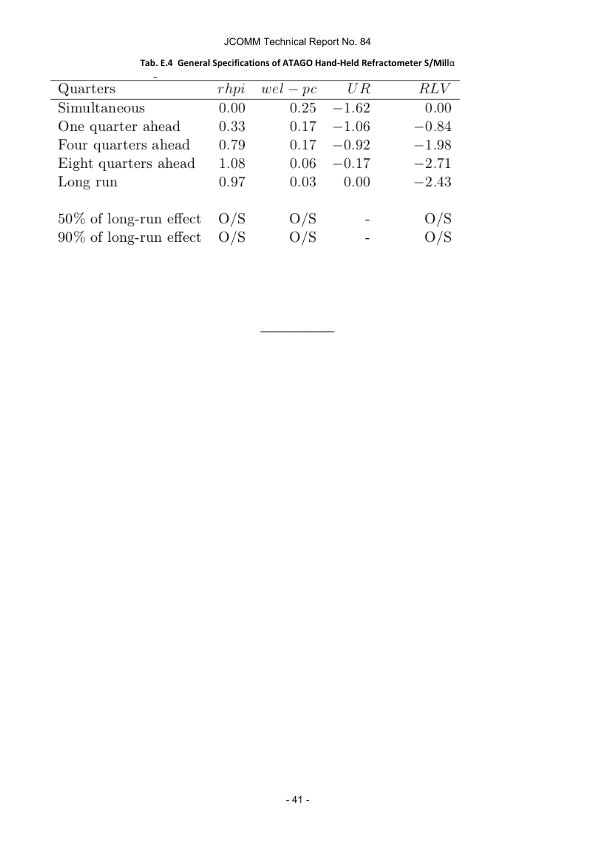 JCOMM Technical Report No. 84
Tab. E.4 General Specifications of ATAGO Hand-Held Refractometer S/Millα
-
Quarters rhpi wel − pc UR RLV
Simultaneous 0.00 0.25 −1.62 0.00
One quarter ahead 0.33 0.17 −1.06 −0.84
Four quarters ahead 0.79 0.17 −0.92 −1.98
Eight quarters ahead 1.08 0.06 −0.17 −2.71
Long run 0.97 0.03 0.00 −2.43
50% of long-run effect O/S O/S - O/S
90% of long-run effect O/S O/S - O/S
- 41 -